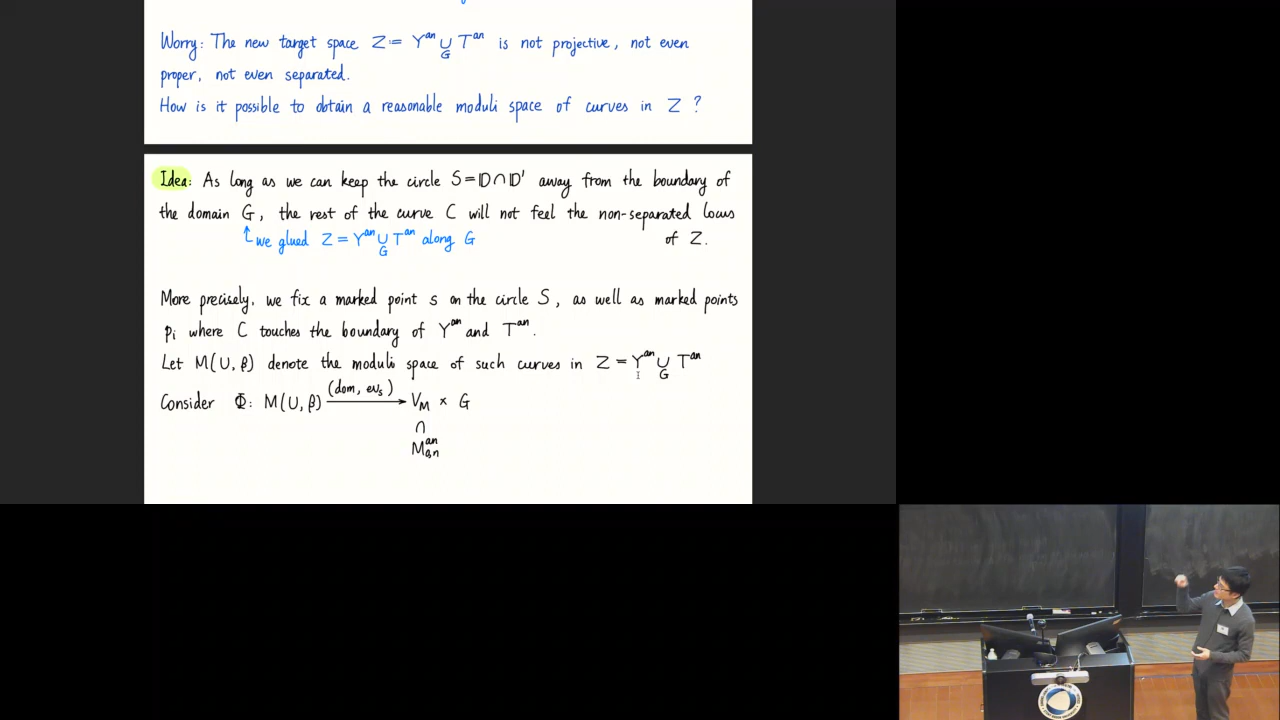 Worry: The new target space Z := Y^an ∪_G T^an is not projective, not even
proper, not even separated.
How is it possible to obtain a reasonable moduli space of curves in Z ?
Idea: As long as we can keep the circle S = 𝔻 ∩ 𝔻' away from the boundary of
the domain G, the rest of the curve C will not feel the non-separated locus
of Z.
we glued Z = Y^an ∪_G T^an along G
More precisely, we fix a marked point s on the circle S, as well as marked points
p_i where C touches the boundary of Y^an and T^an.
Let M(U, β) denote the moduli space of such curves in Z = Y^an ∪_G T^an
Consider Φ: M(U, β) —(dom, ev_s)→ V_M × G
∩
M^an_0,n